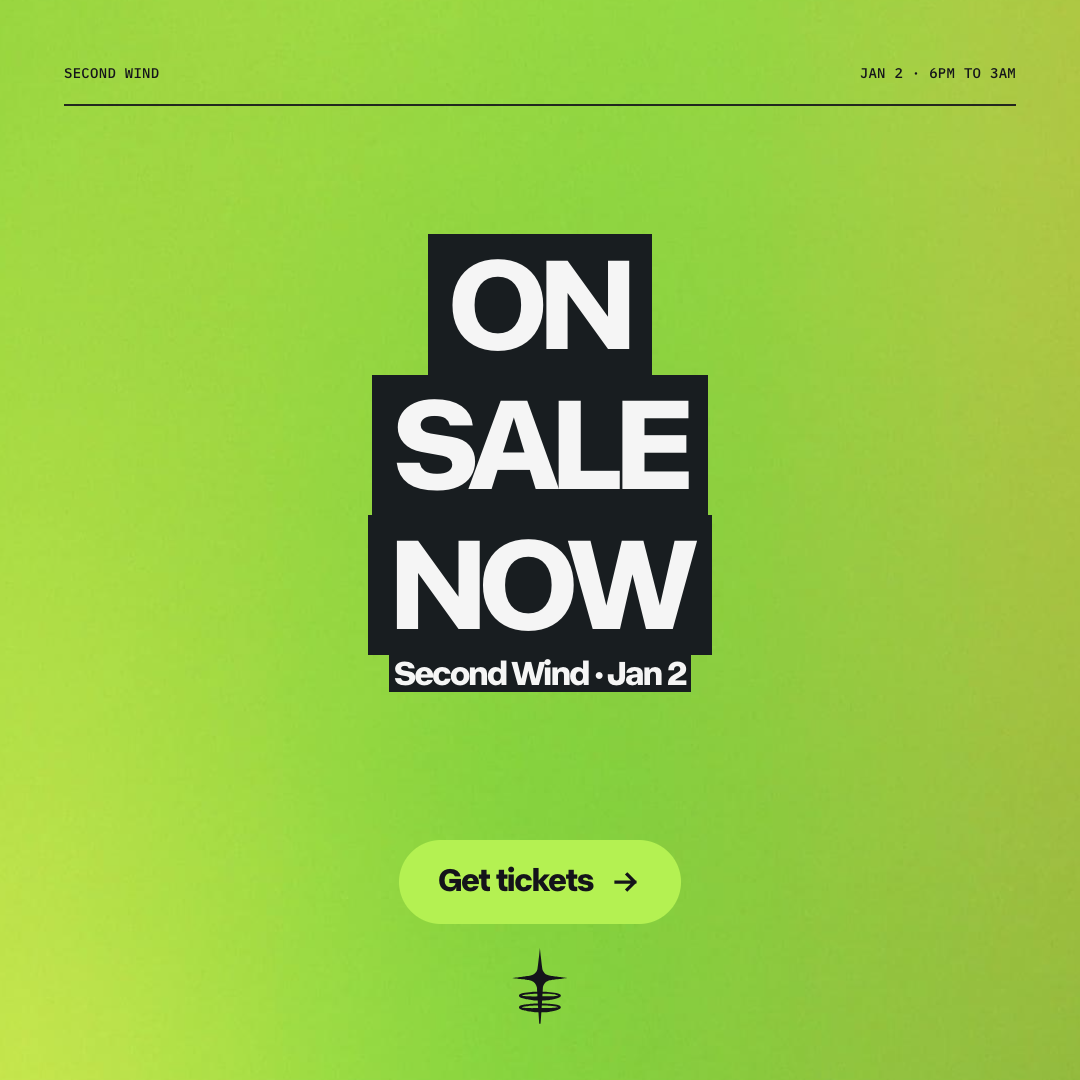 SECOND WIND
JAN 2 · 6PM TO 3AM
ON
SALE
NOW
Second Wind · Jan 2
Get tickets →